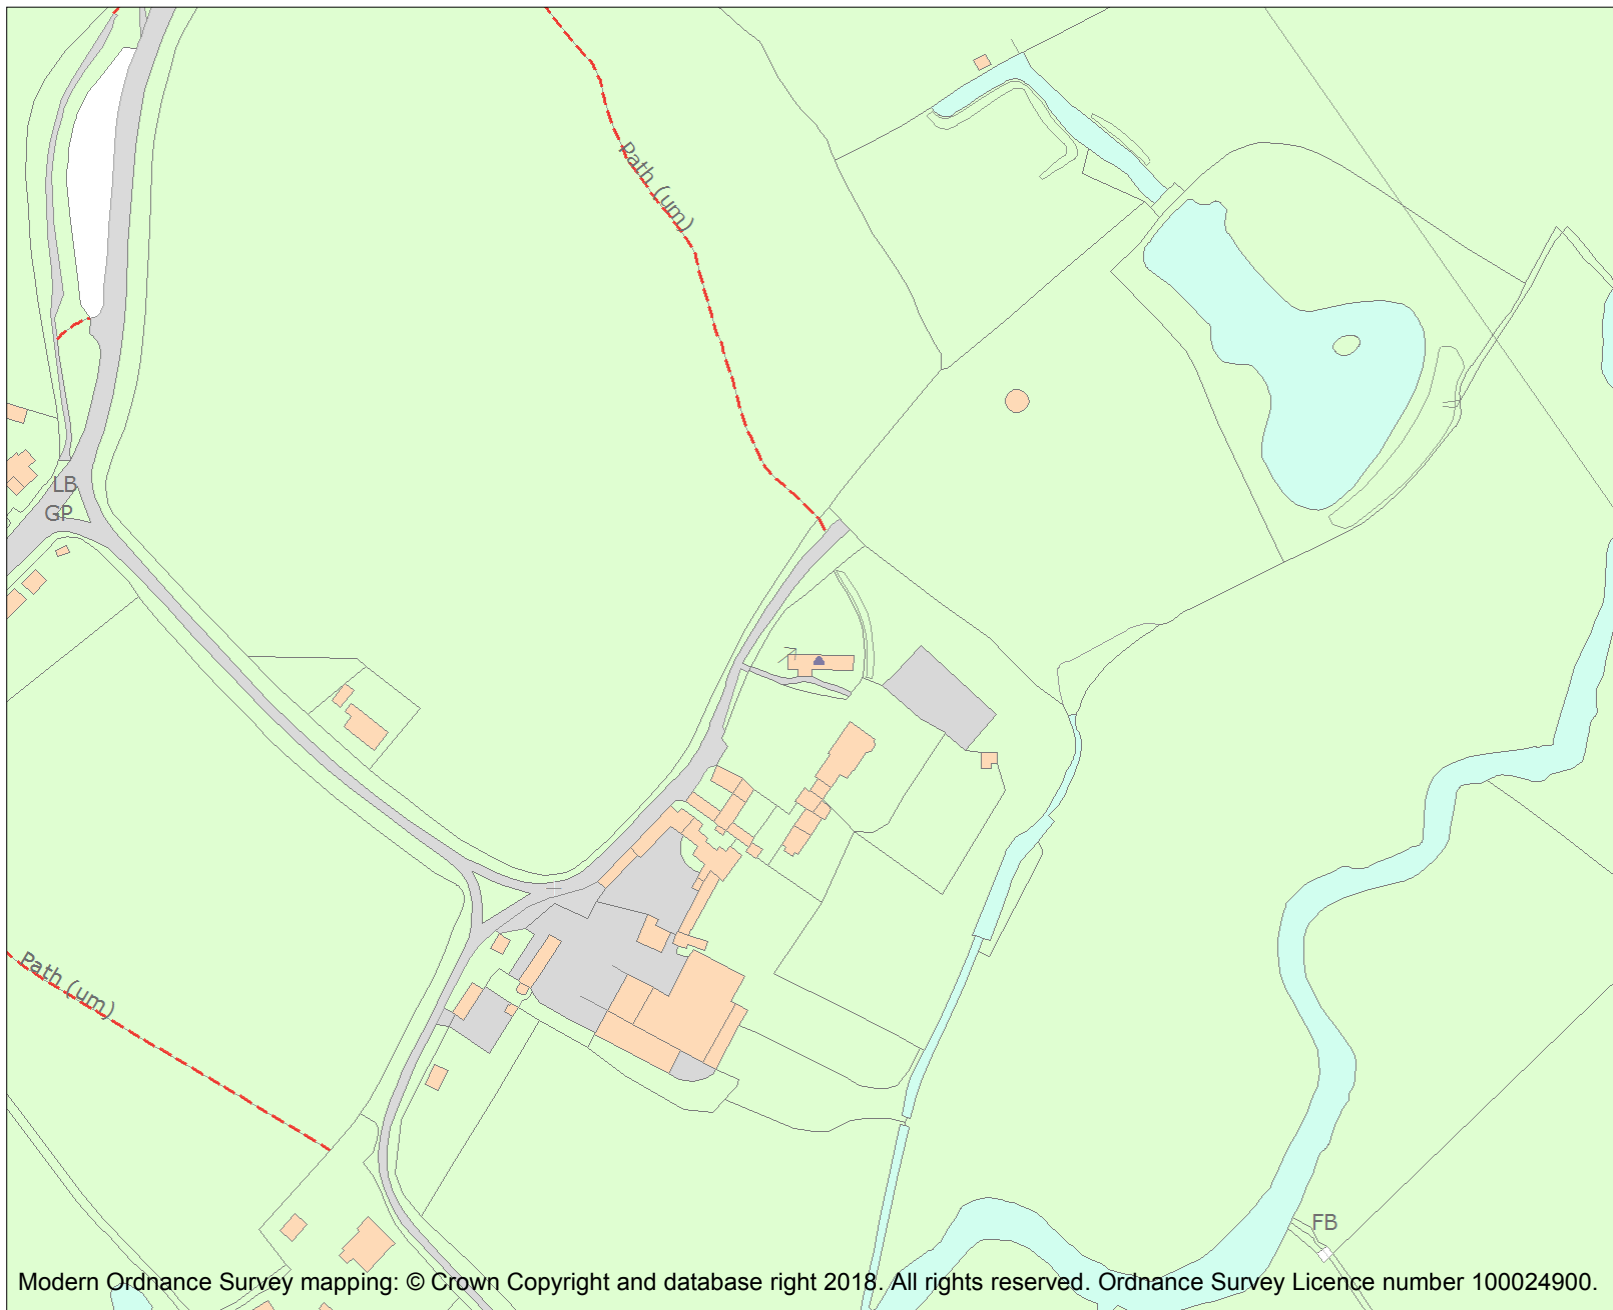 Path (um)
LB
GP
Path (um)
FB
Modern Ordnance Survey mapping: © Crown Copyright and database right 2018. All rights reserved. Ordnance Survey Licence number 100024900.